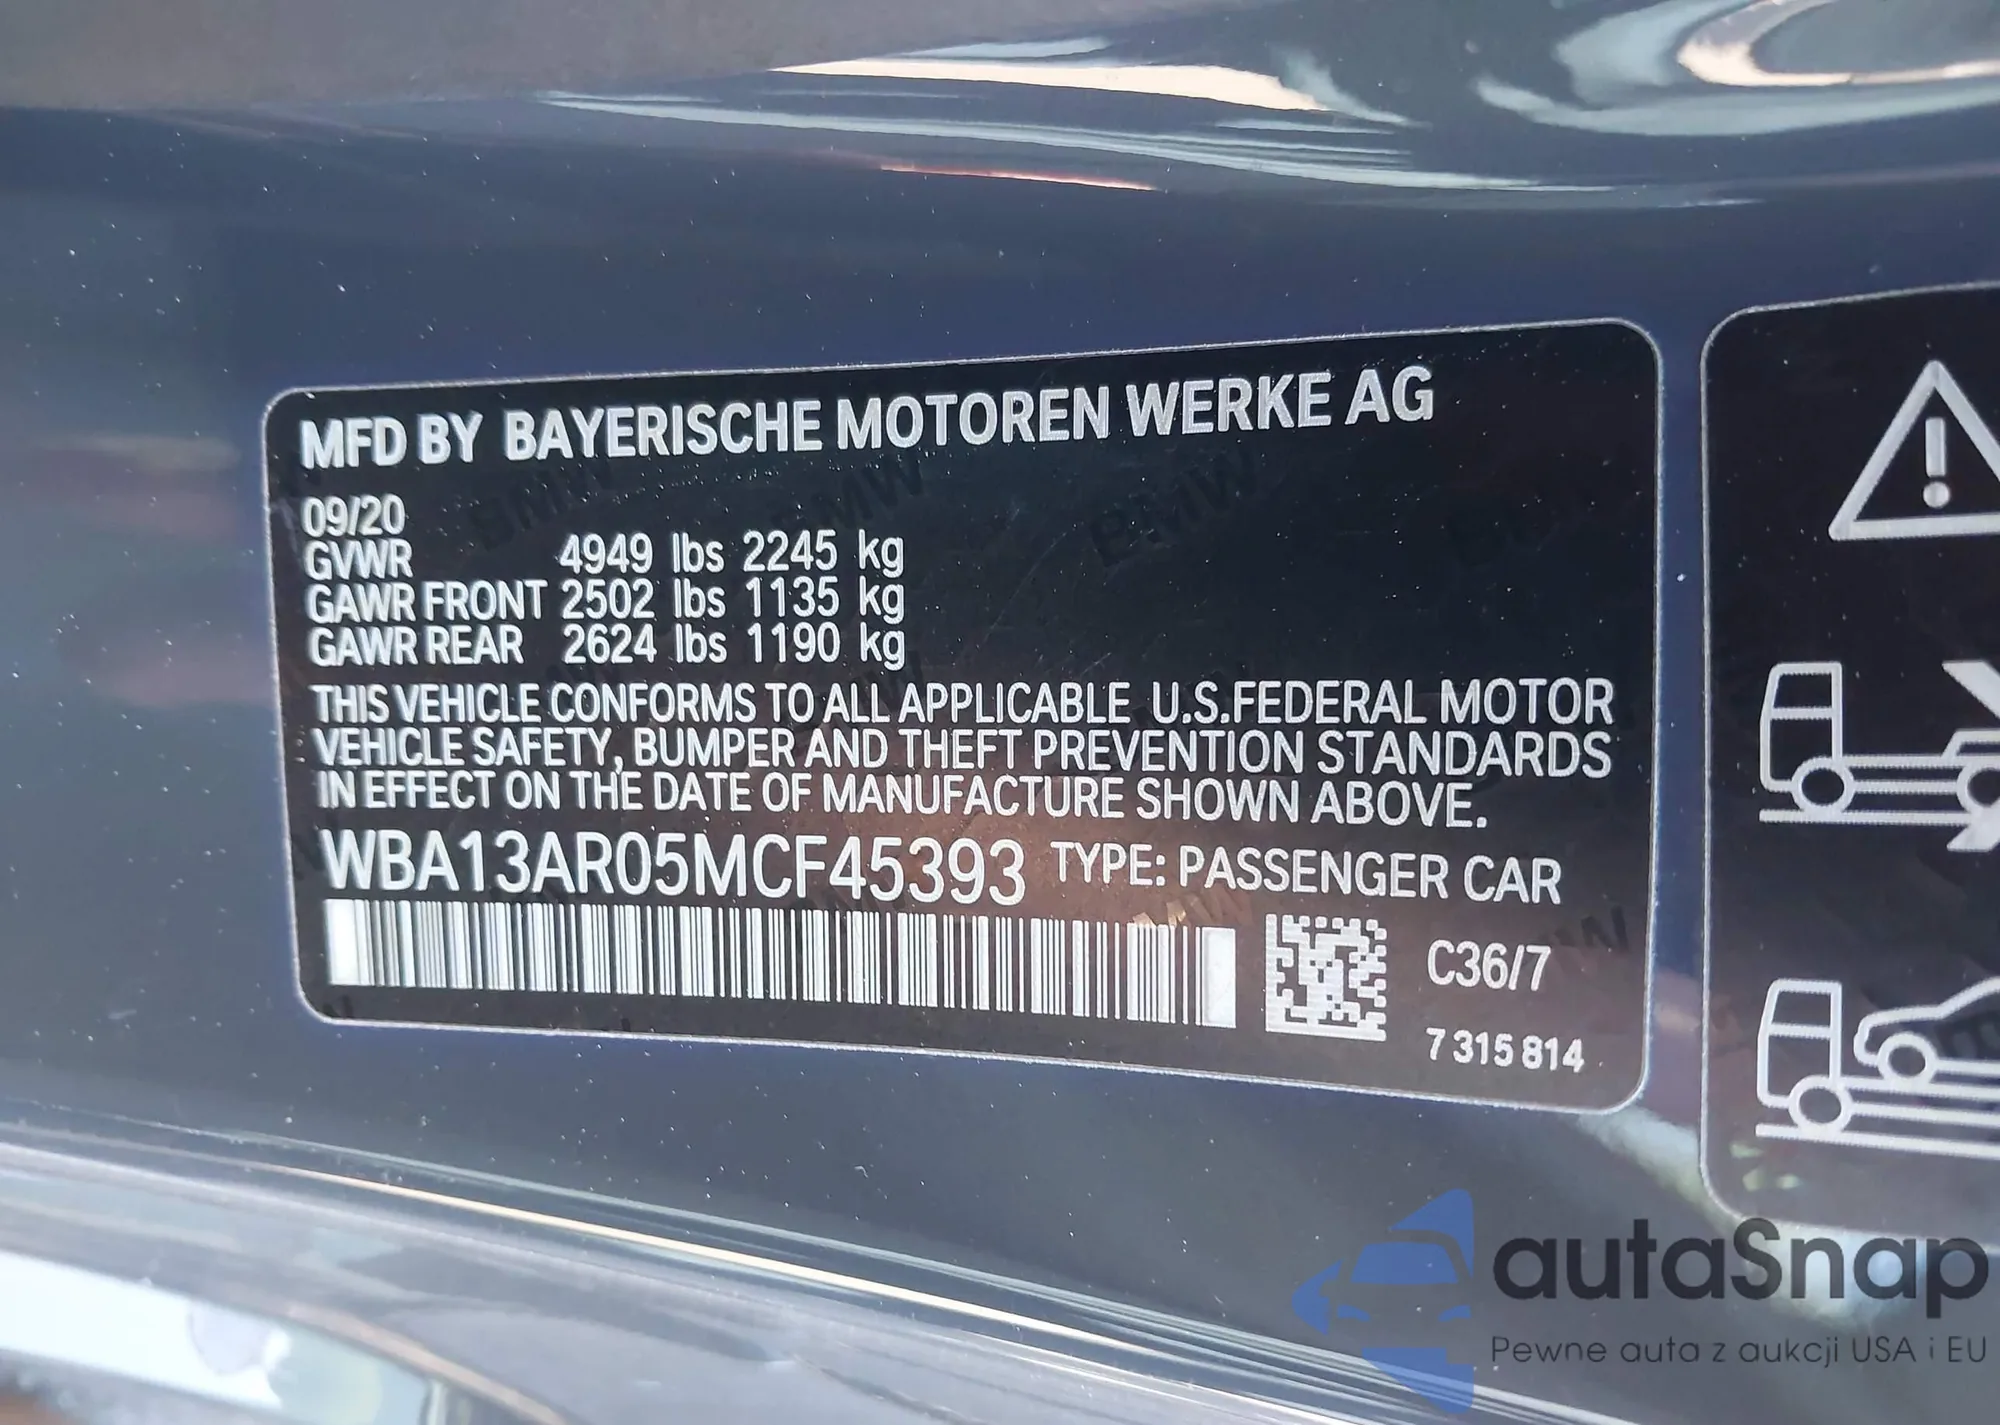 MFD BY BAYERISCHE MOTOREN WERKE AG
09/20
GVWR 4949 lbs 2245 kg
GAWR FRONT 2502 lbs 1135 kg
GAWR REAR 2624 lbs 1190 kg
THIS VEHICLE CONFORMS TO ALL APPLICABLE U.S.FEDERAL MOTOR
VEHICLE SAFETY, BUMPER AND THEFT PREVENTION STANDARDS
IN EFFECT ON THE DATE OF MANUFACTURE SHOWN ABOVE.
WBA13AR05MCF45393 TYPE: PASSENGER CAR
C36/7
7 315 814
autaSnap
Pewne auta z aukcji USA i EU